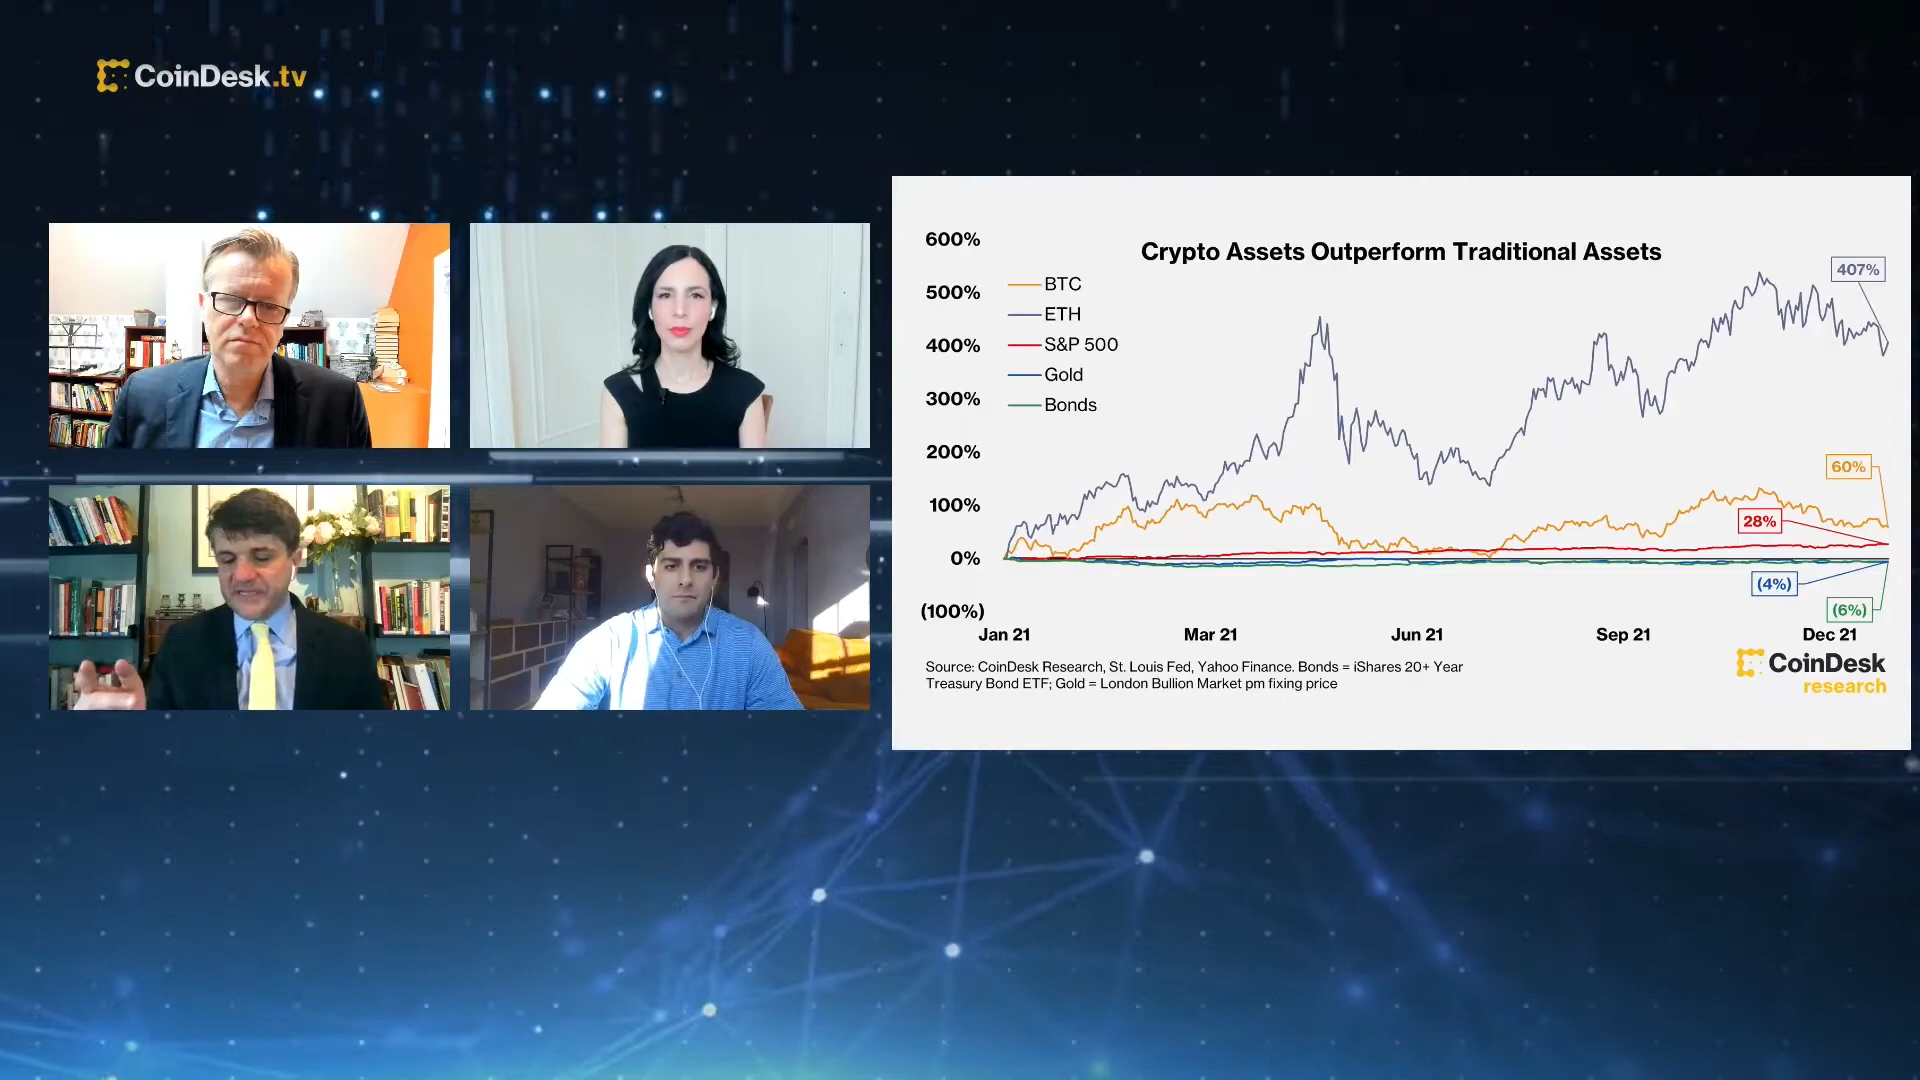 CoinDesk.tv
Crypto Assets Outperform Traditional Assets
600%
500%
400%
300%
200%
100%
0%
(100%)
BTC
ETH
S&P 500
Gold
Bonds
407%
60%
28%
(4%)
(6%)
Jan 21
Mar 21
Jun 21
Sep 21
Dec 21
Source: CoinDesk Research, St. Louis Fed, Yahoo Finance. Bonds = iShares 20+ Year
Treasury Bond ETF; Gold = London Bullion Market pm fixing price
CoinDesk
research